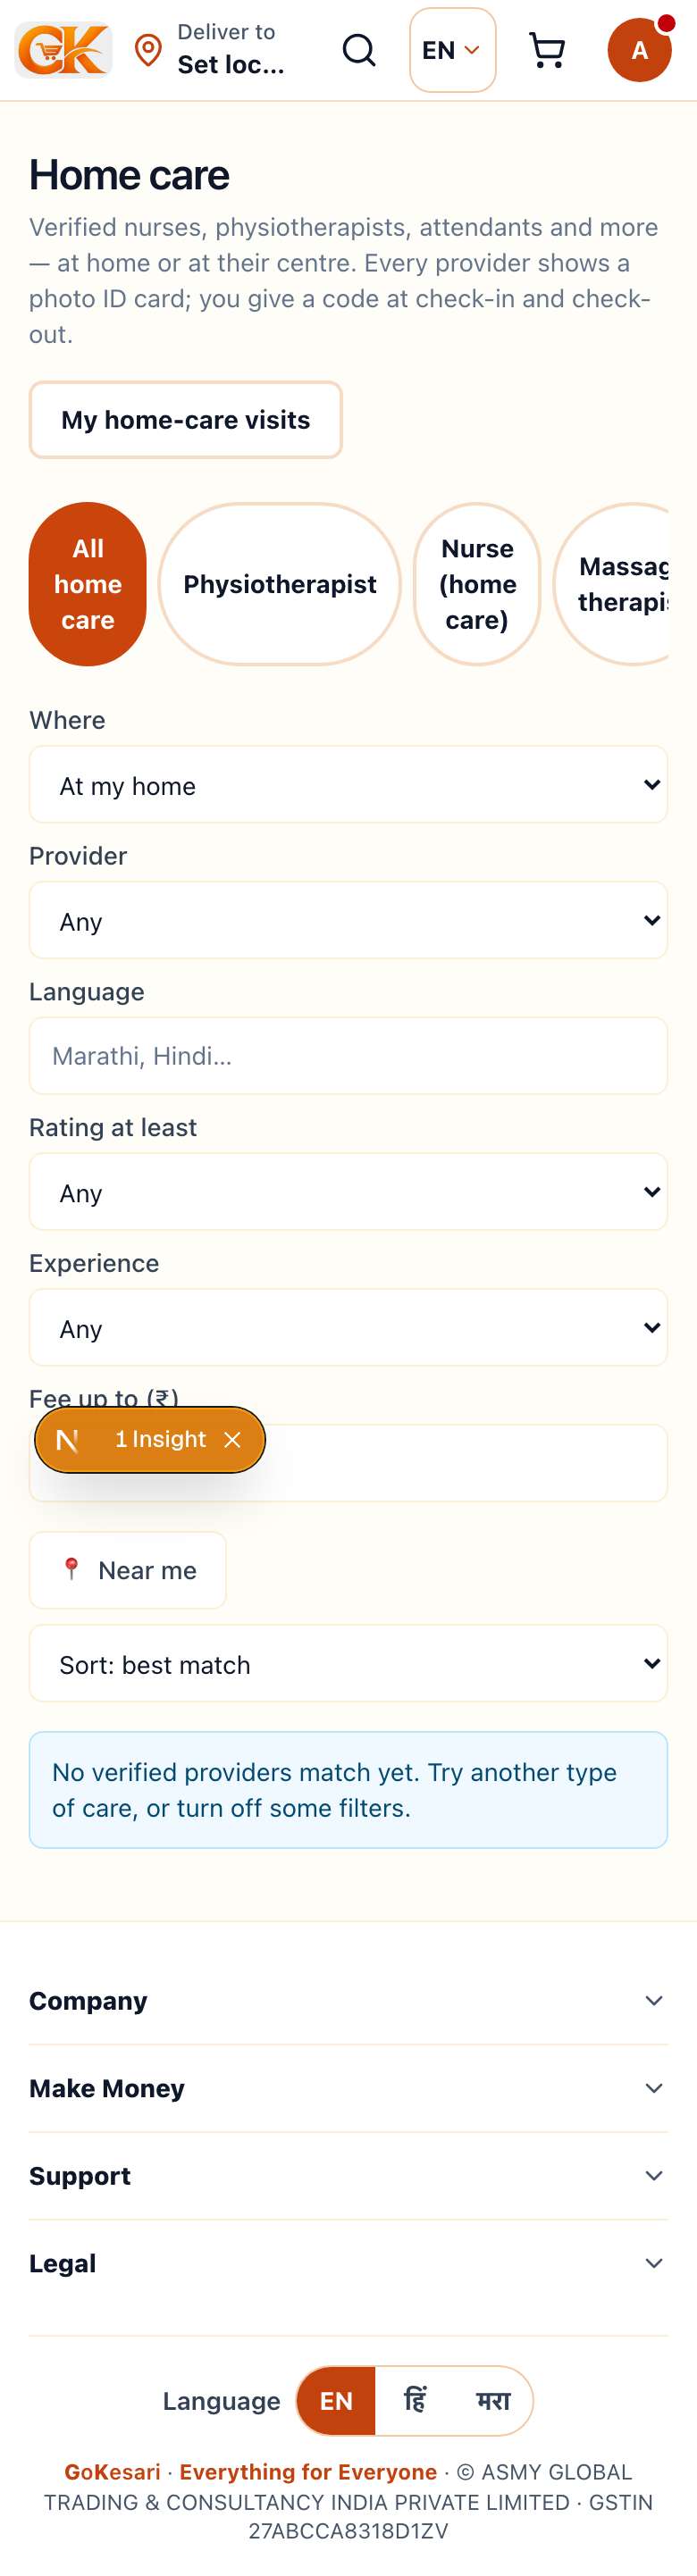 GK
Deliver to
Set loc...
EN
A
Home care
Verified nurses, physiotherapists, attendants and more
— at home or at their centre. Every provider shows a
photo ID card; you give a code at check-in and check-
out.
My home-care visits
All
home
care
Physiotherapist
Nurse
(home
care)
Massag
therapis
Where
At my home
Provider
Any
Language
Marathi, Hindi...
Rating at least
Any
Experience
Any
Fee up to (₹)
N 1 Insight
Near me
Sort: best match
No verified providers match yet. Try another type
of care, or turn off some filters.
Company
Make Money
Support
Legal
Language EN हिं मरा
GoKesari · Everything for Everyone · © ASMY GLOBAL
TRADING & CONSULTANCY INDIA PRIVATE LIMITED · GSTIN
27ABCCA8318D1ZV